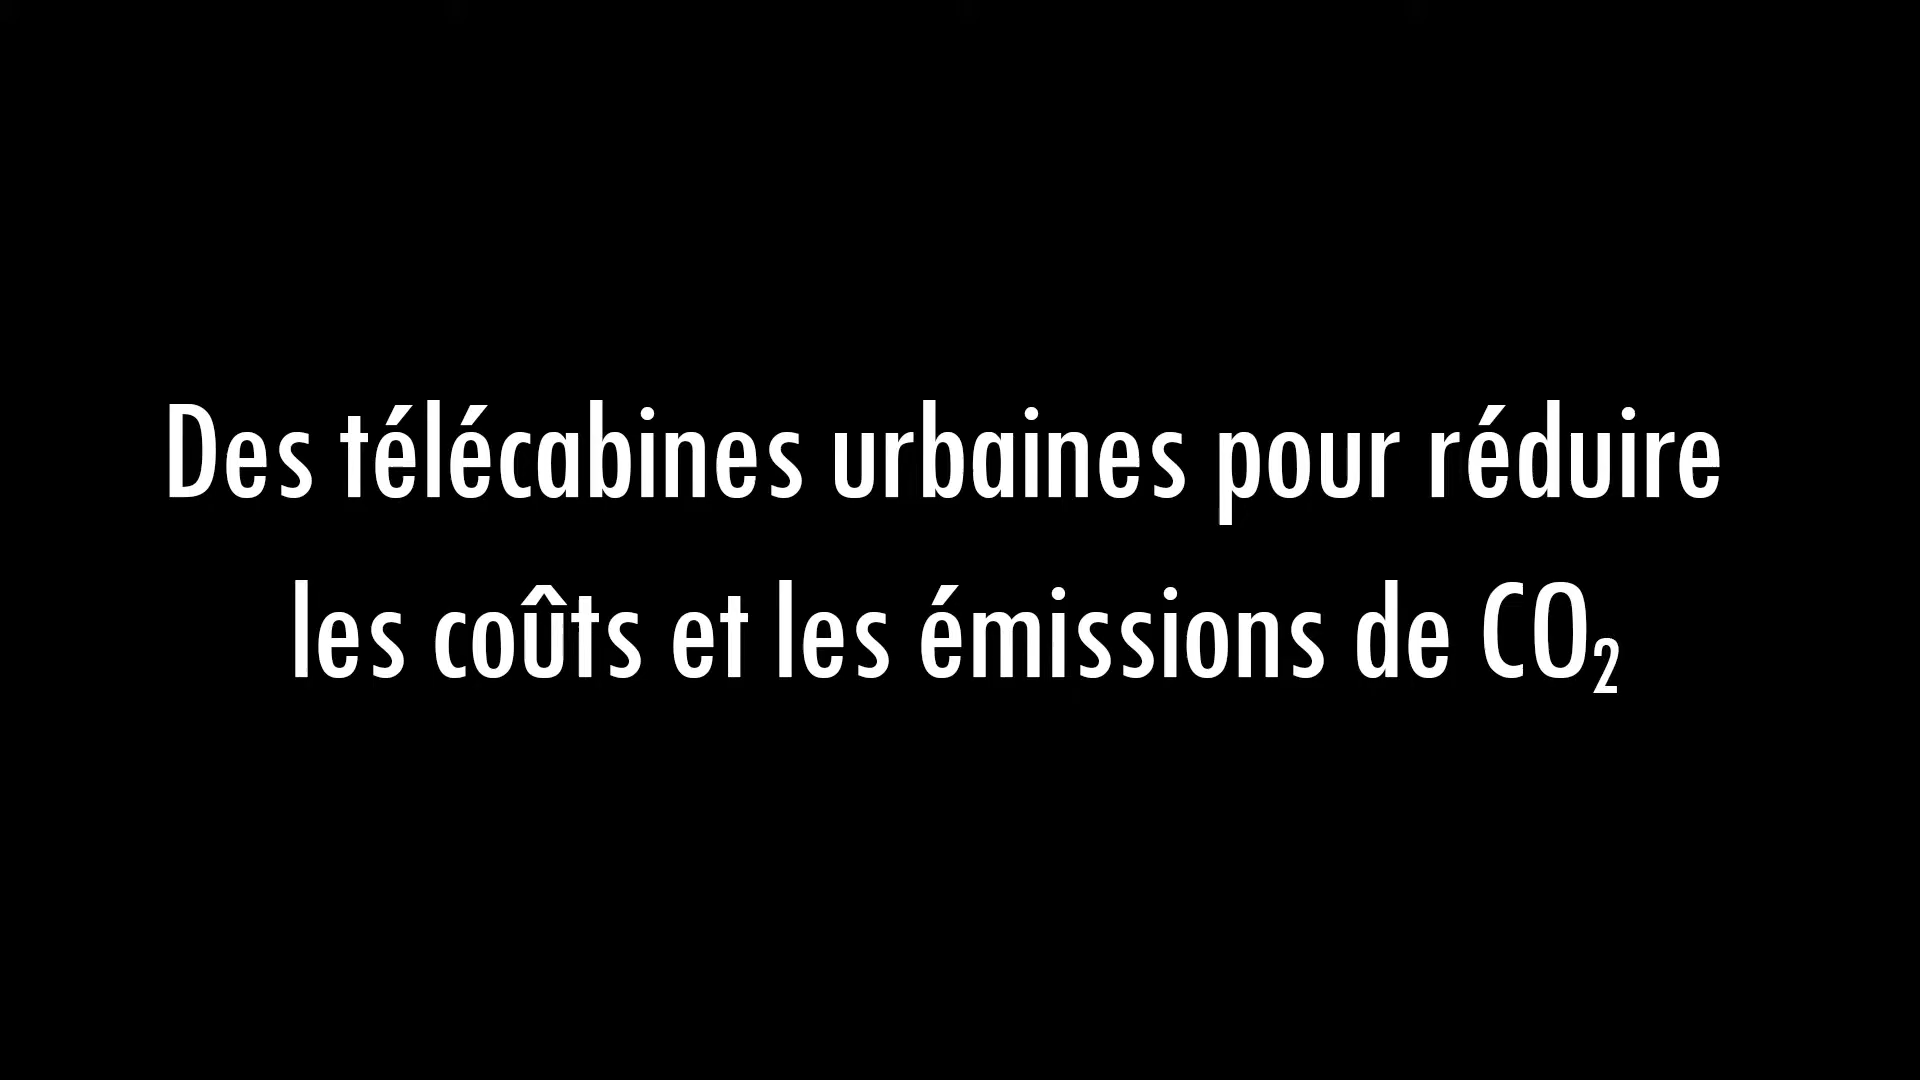 Des télécabines urbaines pour réduire
les coûts et les émissions de CO₂